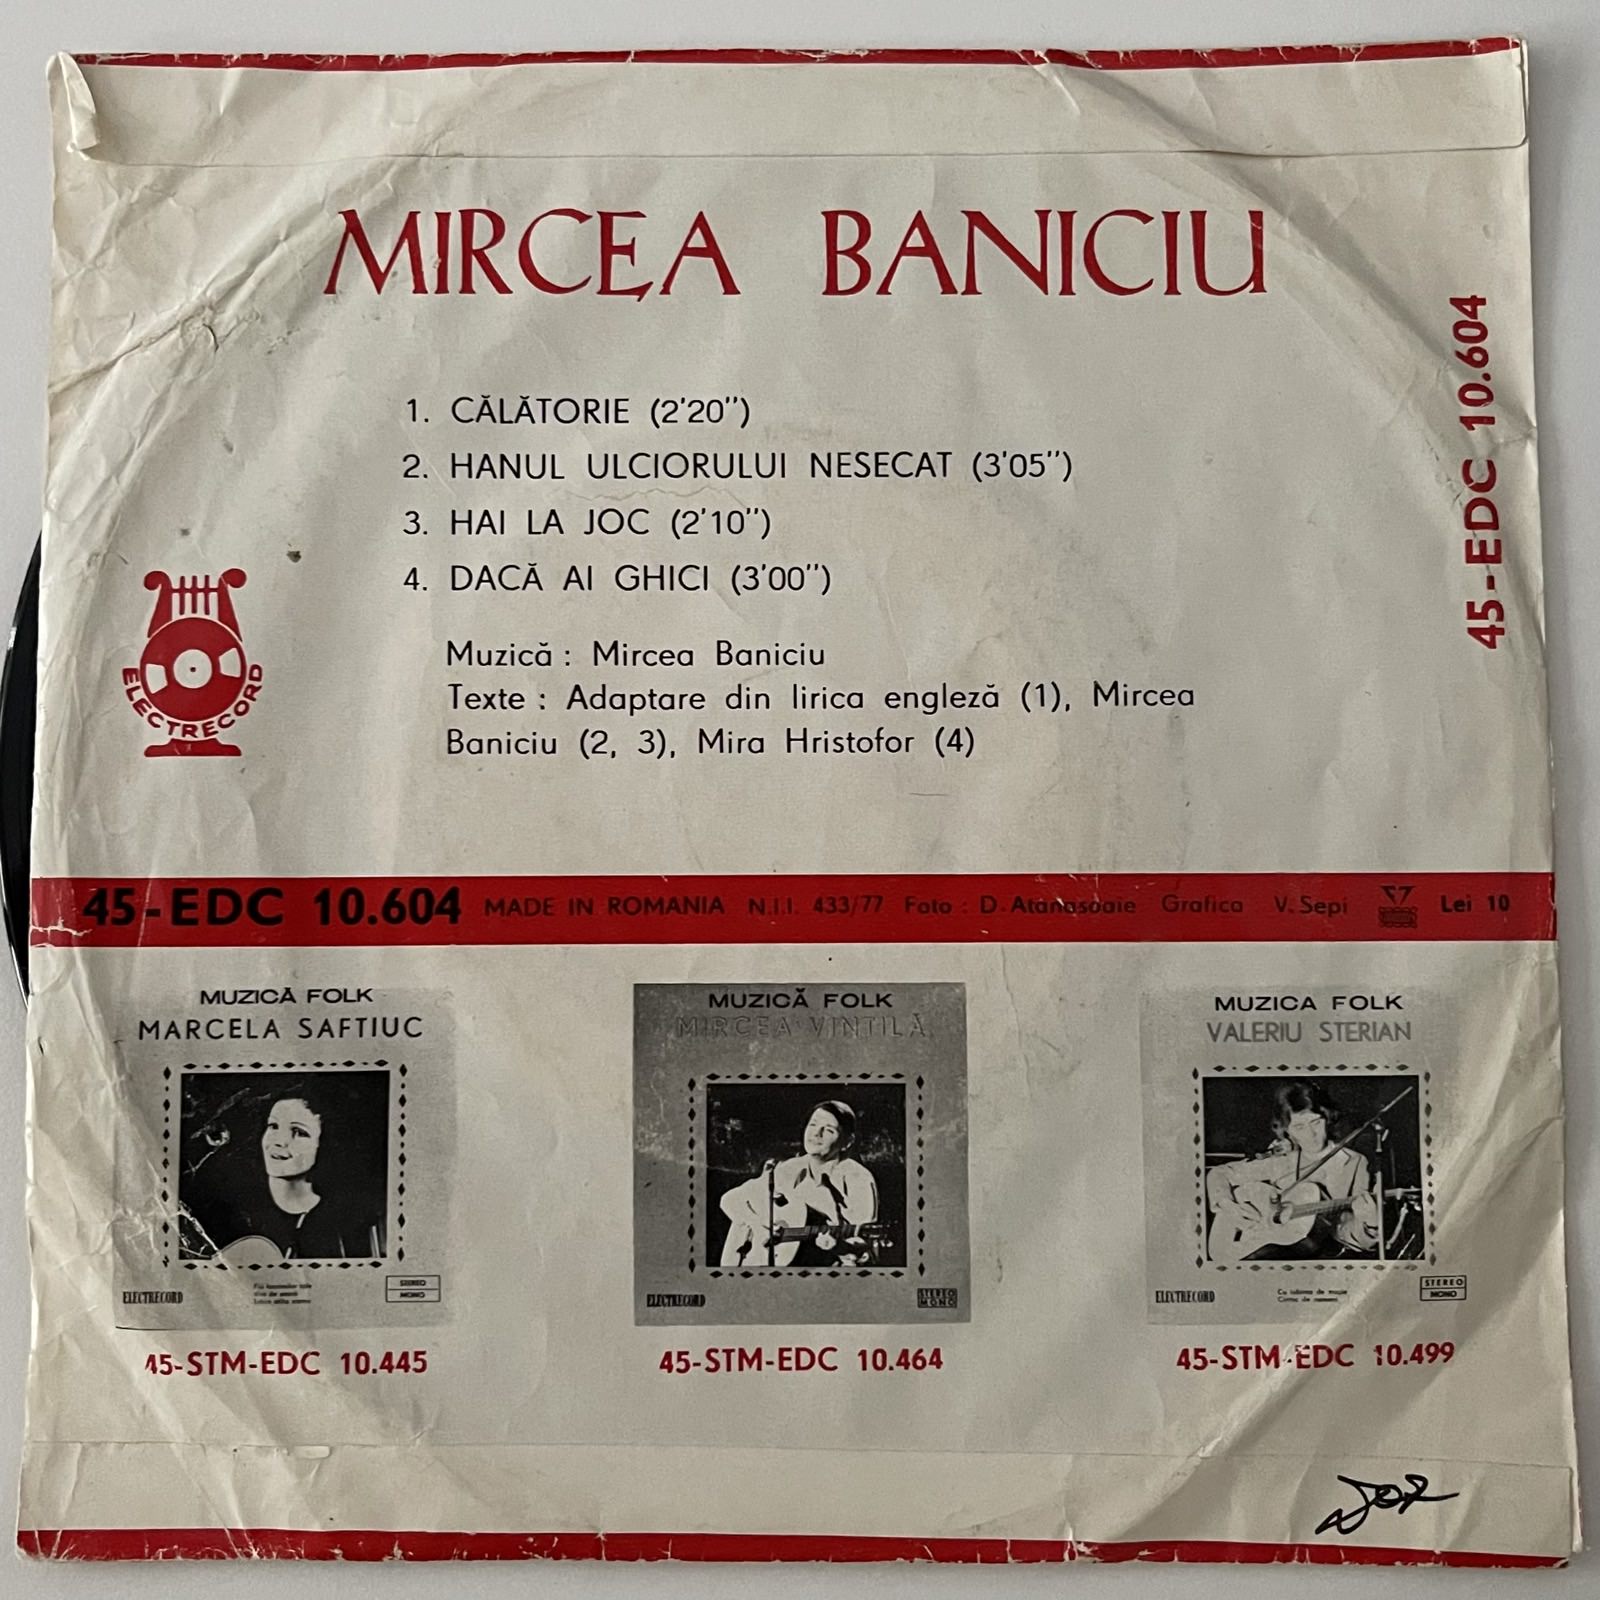 MIRCEA BANICIU
1. CĂLĂTORIE (2'20'')
2. HANUL ULCIORULUI NESECAT (3'05'')
3. HAI LA JOC (2'10'')
4. DACĂ AI GHICI (3'00'')
Muzică : Mircea Baniciu
Texte : Adaptare din lirica engleză (1), Mircea
Baniciu (2, 3), Mira Hristofor (4)
ELECTRECORD
45-EDC 10.604
45-EDC 10.604 MADE IN ROMANIA N.I.I. 433/77 Foto : D. Atanasoaie Grafica V. Sepi Lei 10
MUZICĂ FOLK
MARCELA SAFTIUC
ELECTRECORD
STEREO
MONO
45-STM-EDC 10.445
MUZICĂ FOLK
MIRCEA VINTILĂ
ELECTRECORD
STEREO
MONO
45-STM-EDC 10.464
MUZICA FOLK
VALERIU STERIAN
ELECTRECORD
STEREO
MONO
45-STM-EDC 10.499